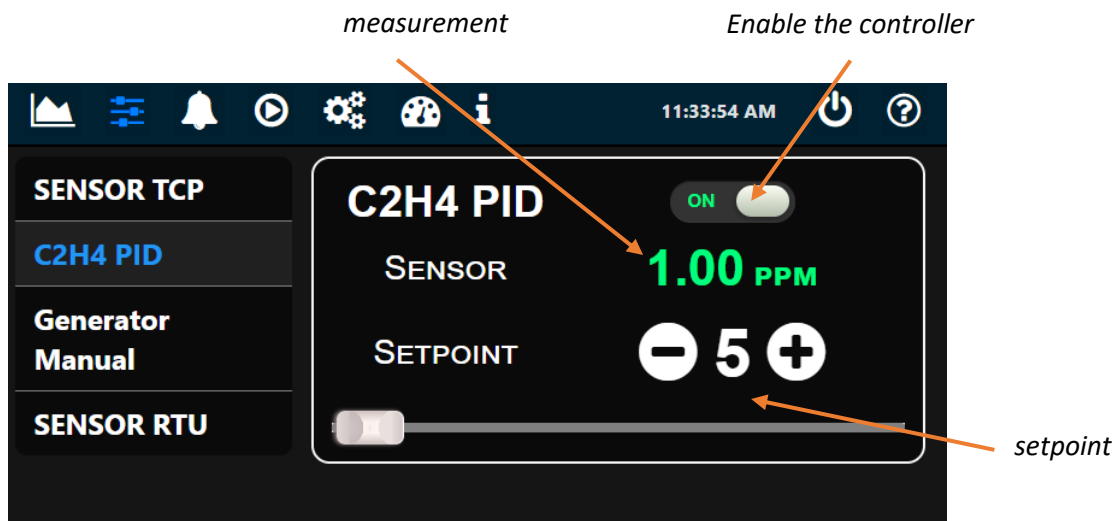 measurement
Enable the controller
11:33:54 AM
SENSOR TCP
C2H4 PID
Generator
Manual
SENSOR RTU
C2H4 PID
ON
SENSOR
1.00 PPM
SETPOINT
5
setpoint